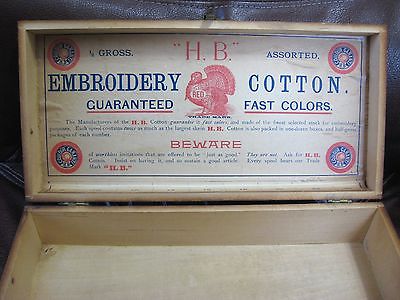 "H. B."
¼ GROSS. ASSORTED.
EMBROIDERY COTTON.
RED
TRADE MARK.
GUARANTEED FAST COLORS.
The Manufacturers of the H. B. Cotton guarantee it fast colors, and made of the finest selected stock for embroidery
purposes. Each spool contains twice as much as the largest skein H. B. Cotton is also packed in one-dozen boxes, and half-gross
packages of each number.
BEWARE
of worthless imitations that are offered to be "just as good." They are not. Ask for H. B.
Cotton. Insist on having it, and no such a good article. Every spool bears our Trade
Mark "H. B."